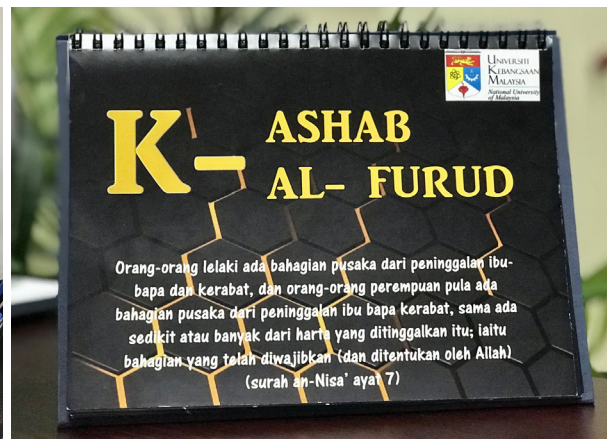 UNIVERSITI
KEBANGSAAN
MALAYSIA
National University
of Malaysia
K- ASHAB
AL- FURUD
Orang-orang lelaki ada bahagian pusaka dari peninggalan ibu-
bapa dan kerabat, dan orang-orang perempuan pula ada
bahagian pusaka dari peninggalan ibu bapa kerabat, sama ada
sedikit atau banyak dari harta yang ditinggalkan itu; iaitu
bahagian yang telah diwajibkan (dan ditentukan oleh Allah)
(surah an-Nisa' ayat 7)